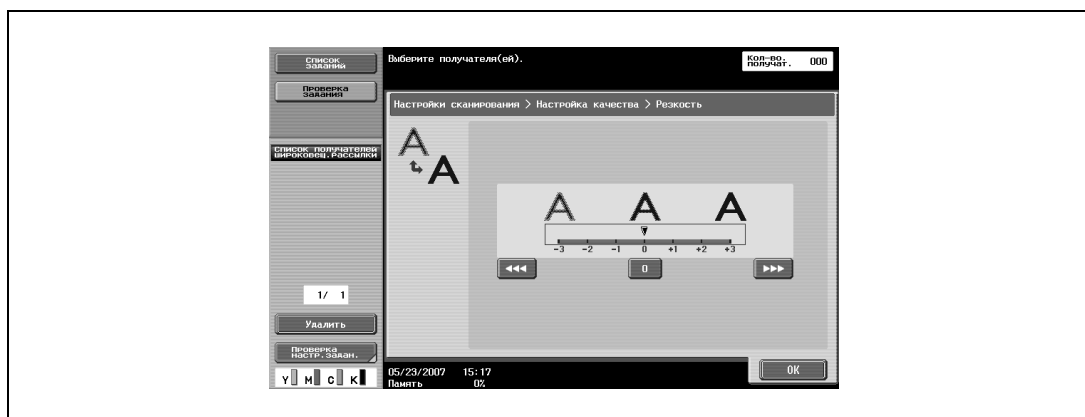 Список
заданий
Проверка
задания
Список получателей
широковещ.рассылки
1/ 1
Удалить
Проверка
настр.задан.
Y M C K
Выберите получателя(ей).
Кол-во.
получат. 000
Настройки сканирования > Настройка качества > Резкость
A
A
A A A
-3 -2 -1 0 +1 +2 +3
0
05/23/2007 15:17
Память 0%
OK